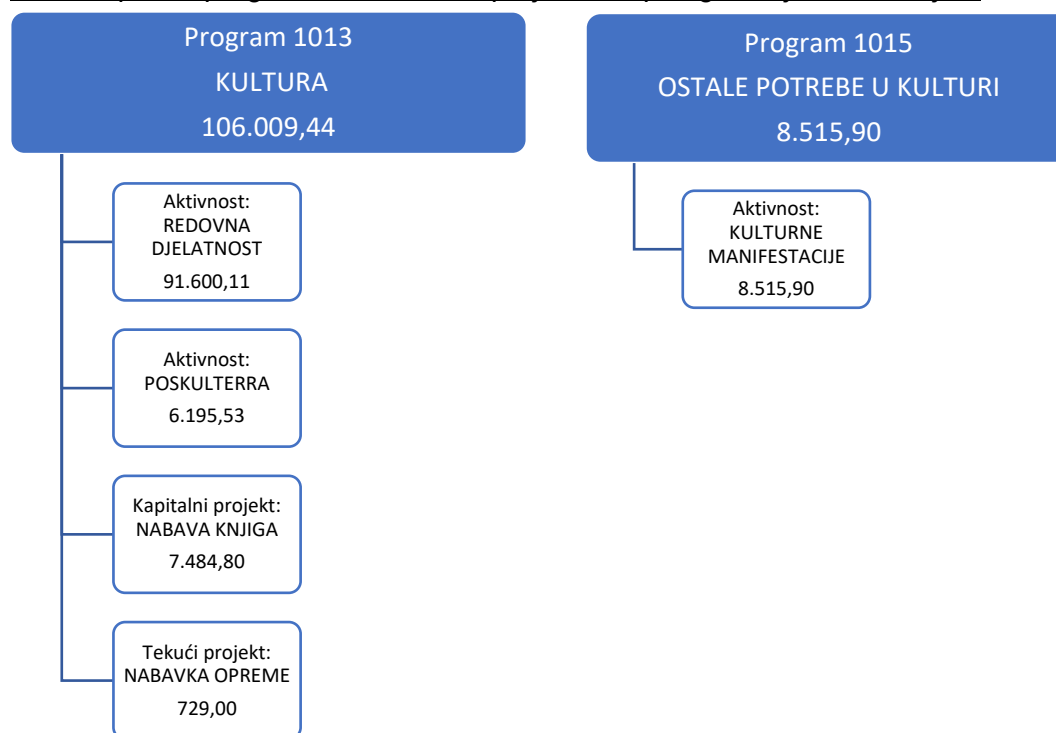 Program 1013
KULTURA
106.009,44
Aktivnost:
REDOVNA
DJELATNOST
91.600,11
Aktivnost:
POSKULTERRA
6.195,53
Kapitalni projekt:
NABAVA KNJIGA
7.484,80
Tekući projekt:
NABAVKA OPREME
729,00
Program 1015
OSTALE POTREBE U KULTURI
8.515,90
Aktivnost:
KULTURNE
MANIFESTACIJE
8.515,90